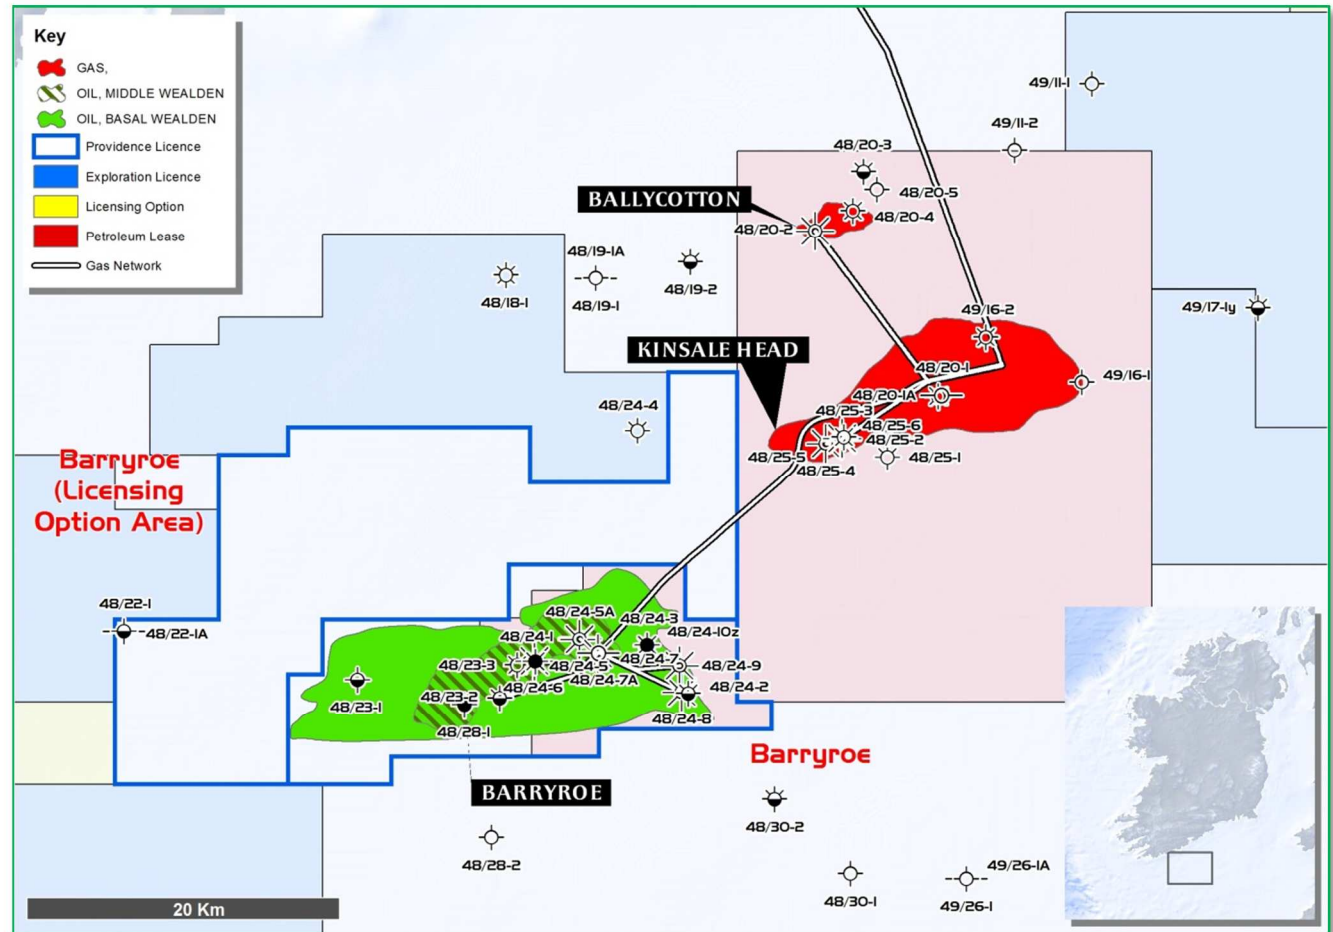 Key
GAS,
OIL, MIDDLE WEALDEN
OIL, BASAL WEALDEN
Providence Licence
Exploration Licence
Licensing Option
Petroleum Lease
Gas Network
49/11-1
49/11-2
48/20-3
48/20-5
BALLYCOTTON
48/20-4
48/20-2
48/19-1A
48/18-1
48/19-1
48/19-2
49/17-1y
49/16-2
KINSALE HEAD
48/20-1
49/16-1
48/20-1A
48/24-4
48/25-3
48/25-6
48/25-2
48/25-5
48/25-1
48/25-4
Barryroe
(Licensing
Option Area)
48/22-1
48/22-1A
48/24-5A
48/24-3
48/24-1
48/24-10z
48/23-3
48/24-5
48/24-7
48/24-9
48/24-7A
48/24-6
48/24-2
48/23-2
48/23-1
48/24-8
48/28-1
Barryroe
BARRYROE
48/30-2
48/28-2
49/26-1A
48/30-1
49/26-1
20 Km